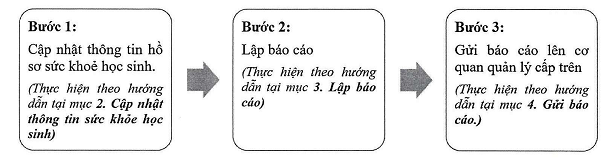 Bước 1:
Cập nhật thông tin hồ
sơ sức khoẻ học sinh.
(Thực hiện theo hướng
dẫn tại mục 2. Cập nhật
thông tin sức khỏe học
sinh)
Bước 2:
Lập báo cáo
(Thực hiện theo hướng
dẫn tại mục 3. Lập báo
cáo)
Bước 3:
Gửi báo cáo lên cơ
quan quản lý cấp trên
(Thực hiện theo hướng
dẫn tại mục 4. Gửi báo
cáo.)